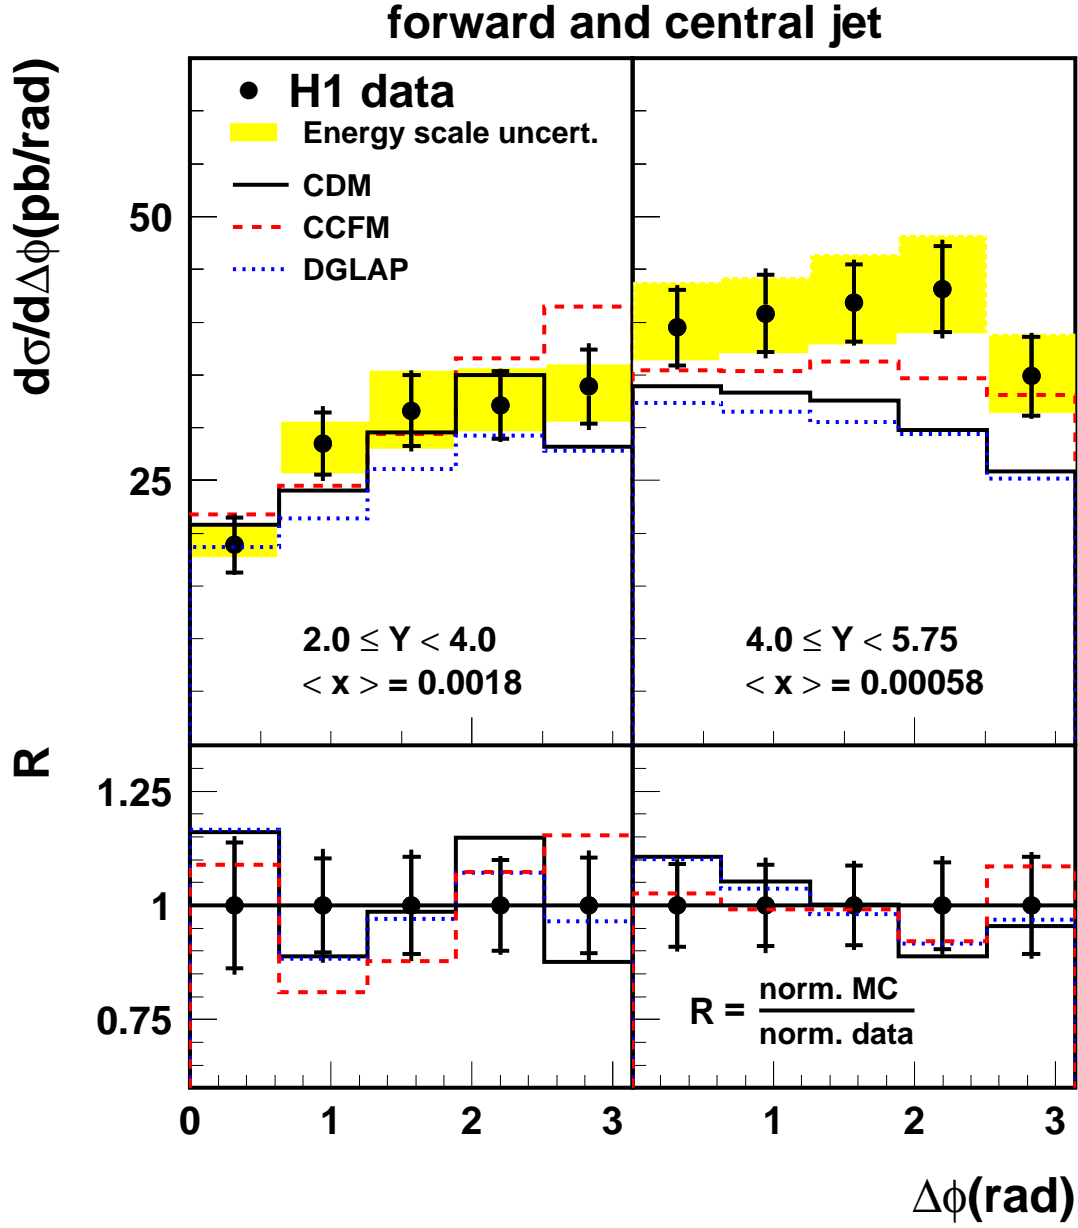 forward and central jet
dσ/dΔϕ(pb/rad)
H1 data
Energy scale uncert.
CDM
CCFM
DGLAP
50
25
2.0 ≤ Y < 4.0
< x > = 0.0018
4.0 ≤ Y < 5.75
< x > = 0.00058
R
1.25
1
0.75
R = norm. MC
norm. data
0 1 2 3 1 2 3
Δϕ(rad)